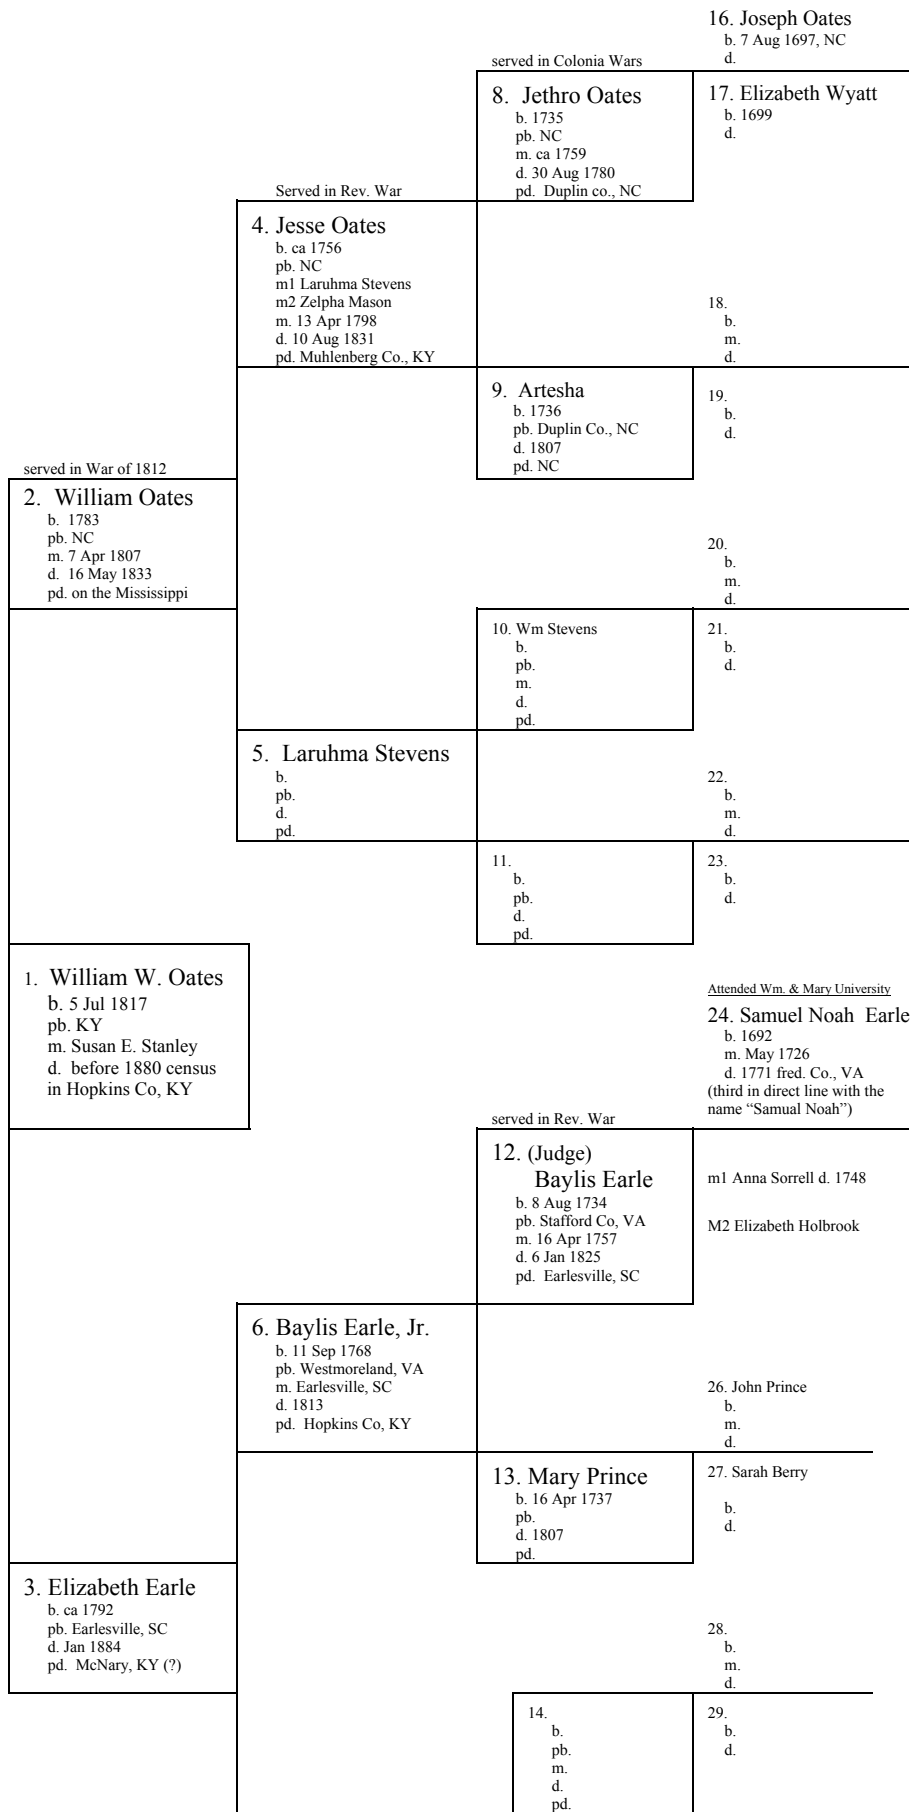 16. Joseph Oates
b. 7 Aug 1697, NC
d.
served in Colonia Wars
8. Jethro Oates
b. 1735
pb. NC
m. ca 1759
d. 30 Aug 1780
pd. Duplin co., NC
17. Elizabeth Wyatt
b. 1699
d.
Served in Rev. War
4. Jesse Oates
b. ca 1756
pb. NC
m1 Laruhma Stevens
m2 Zelpha Mason
m. 13 Apr 1798
d. 10 Aug 1831
pd. Muhlenberg Co., KY
18.
b.
m.
d.
9. Artesha
b. 1736
pb. Duplin Co., NC
d. 1807
pd. NC
19.
b.
d.
served in War of 1812
2. William Oates
b. 1783
pb. NC
m. 7 Apr 1807
d. 16 May 1833
pd. on the Mississippi
20.
b.
m.
d.
10. Wm Stevens
b.
pb.
m.
d.
pd.
21.
b.
d.
5. Laruhma Stevens
b.
pb.
d.
pd.
22.
b.
m.
d.
11.
b.
pb.
d.
pd.
23.
b.
d.
1. William W. Oates
b. 5 Jul 1817
pb. KY
m. Susan E. Stanley
d. before 1880 census
in Hopkins Co, KY
Attended Wm. & Mary University
24. Samuel Noah Earle
b. 1692
m. May 1726
d. 1771 fred. Co., VA
(third in direct line with the
name “Samual Noah”)
served in Rev. War
12. (Judge)
Baylis Earle
b. 8 Aug 1734
pb. Stafford Co, VA
m. 16 Apr 1757
d. 6 Jan 1825
pd. Earlesville, SC
m1 Anna Sorrell d. 1748
M2 Elizabeth Holbrook
6. Baylis Earle, Jr.
b. 11 Sep 1768
pb. Westmoreland, VA
m. Earlesville, SC
d. 1813
pd. Hopkins Co, KY
26. John Prince
b.
m.
d.
13. Mary Prince
b. 16 Apr 1737
pb.
d. 1807
pd.
27. Sarah Berry
b.
d.
3. Elizabeth Earle
b. ca 1792
pb. Earlesville, SC
d. Jan 1884
pd. McNary, KY (?)
28.
b.
m.
d.
14.
b.
pb.
m.
d.
pd.
29.
b.
d.